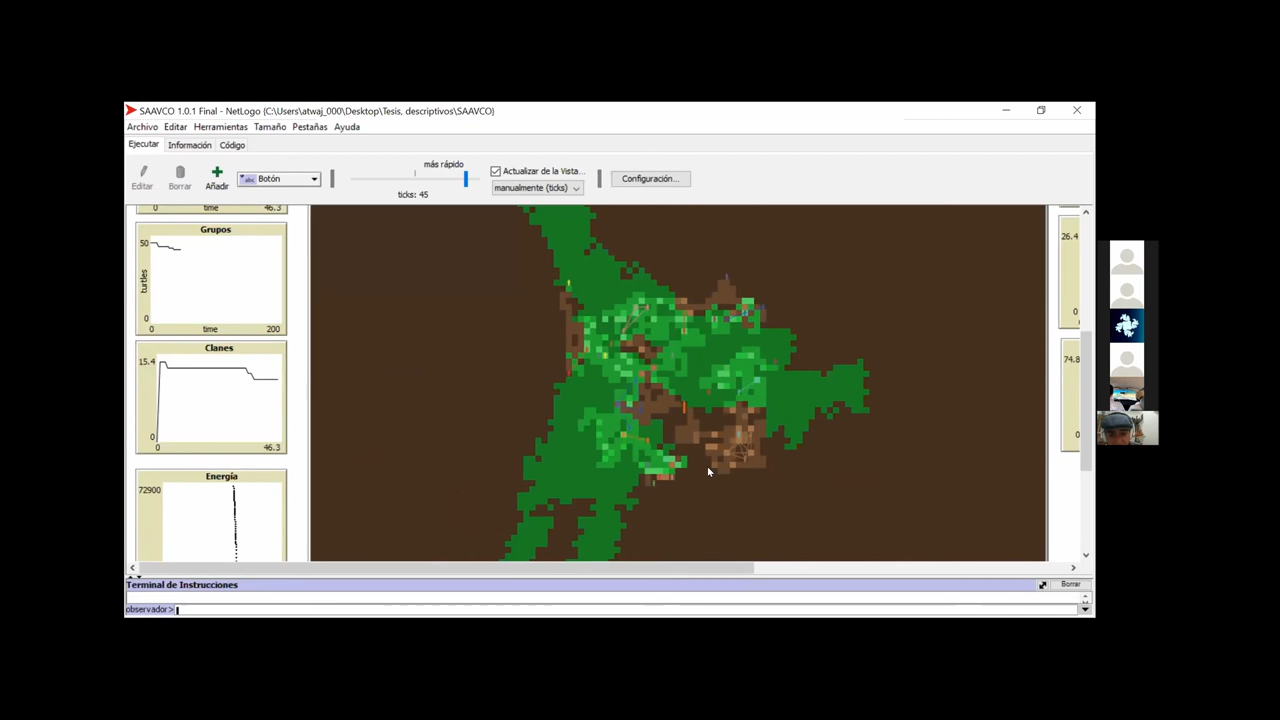 SAAVCO 1.0.1 Final - NetLogo {C:\Users\atwaj_000\Desktop\Tesis, descriptivos\SAAVCO}
Archivo Editar Herramientas Tamaño Pestañas Ayuda
Ejecutar Información Código
Editar Borrar Añadir abc Botón
más rápido
ticks: 45
Actualizar de la Vista...
manualmente (ticks)
Configuración...
0 time 46.3
Grupos
50
turtles
0
0 time 200
Clanes
15.4
0
0 46.3
Energía
72900
26.4
0
74.8
0
Terminal de Instrucciones
Borrar
observador>